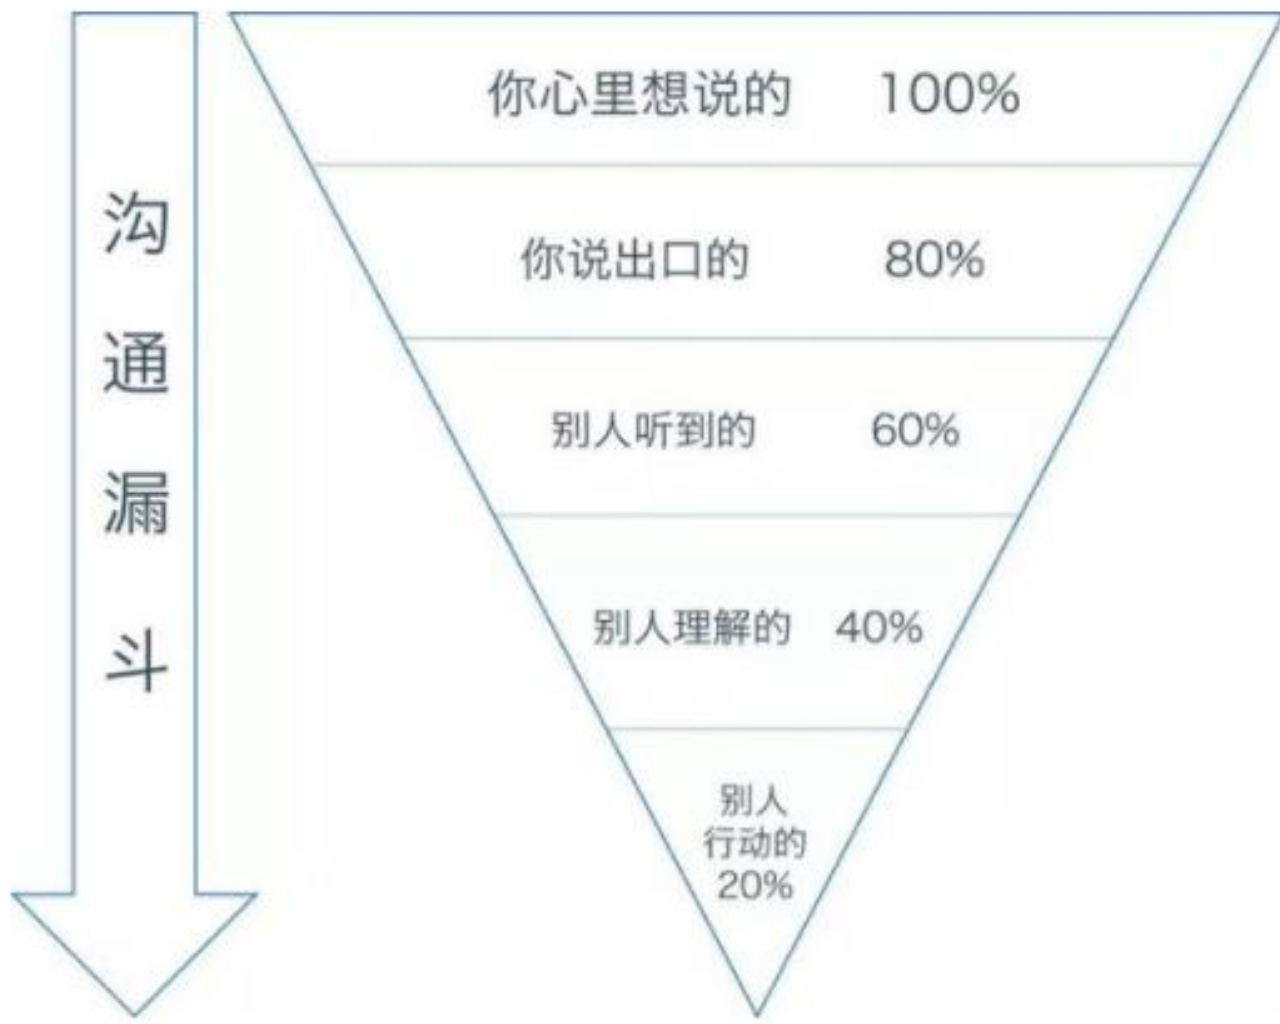 沟
通
漏
斗
你心里想说的 100%
你说出口的 80%
别人听到的 60%
别人理解的 40%
别人
行动的
20%